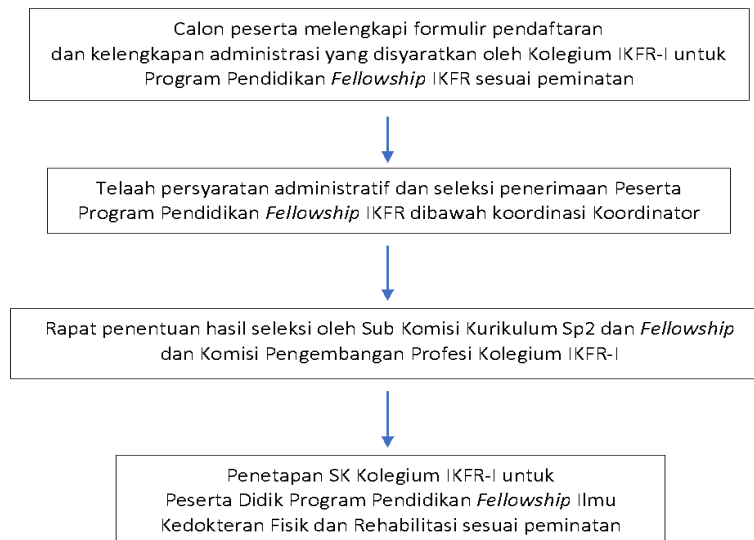 Calon peserta melengkapi formulir pendaftaran
dan kelengkapan administrasi yang disyaratkan oleh Kolegium IKFR-I untuk
Program Pendidikan Fellowship IKFR sesuai peminatan
Telaah persyaratan administratif dan seleksi penerimaan Peserta
Program Pendidikan Fellowship IKFR dibawah koordinasi Koordinator
Rapat penentuan hasil seleksi oleh Sub Komisi Kurikulum Sp2 dan Fellowship
dan Komisi Pengembangan Profesi Kolegium IKFR-I
Penetapan SK Kolegium IKFR-I untuk
Peserta Didik Program Pendidikan Fellowship Ilmu
Kedokteran Fisik dan Rehabilitasi sesuai peminatan